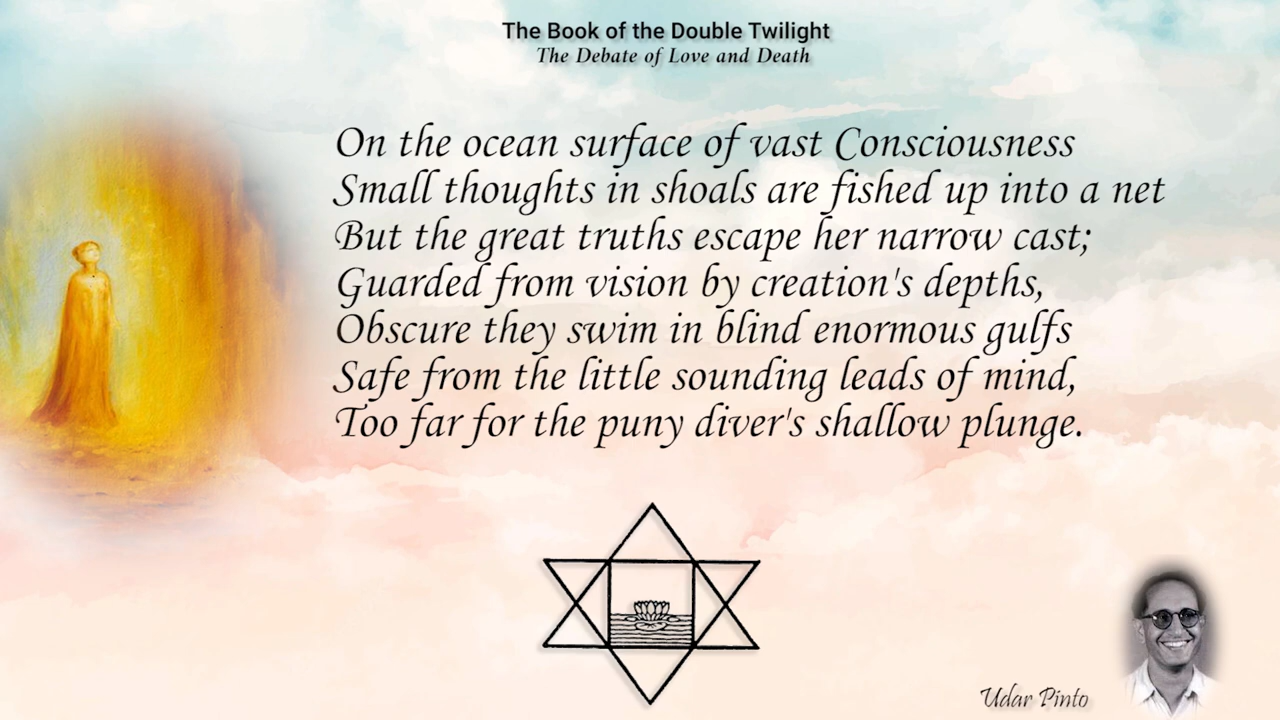 The Book of the Double Twilight
The Debate of Love and Death
On the ocean surface of vast Consciousness
Small thoughts in shoals are fished up into a net
But the great truths escape her narrow cast;
Guarded from vision by creation's depths,
Obscure they swim in blind enormous gulfs
Safe from the little sounding leads of mind,
Too far for the puny diver's shallow plunge.
Udar Pinto